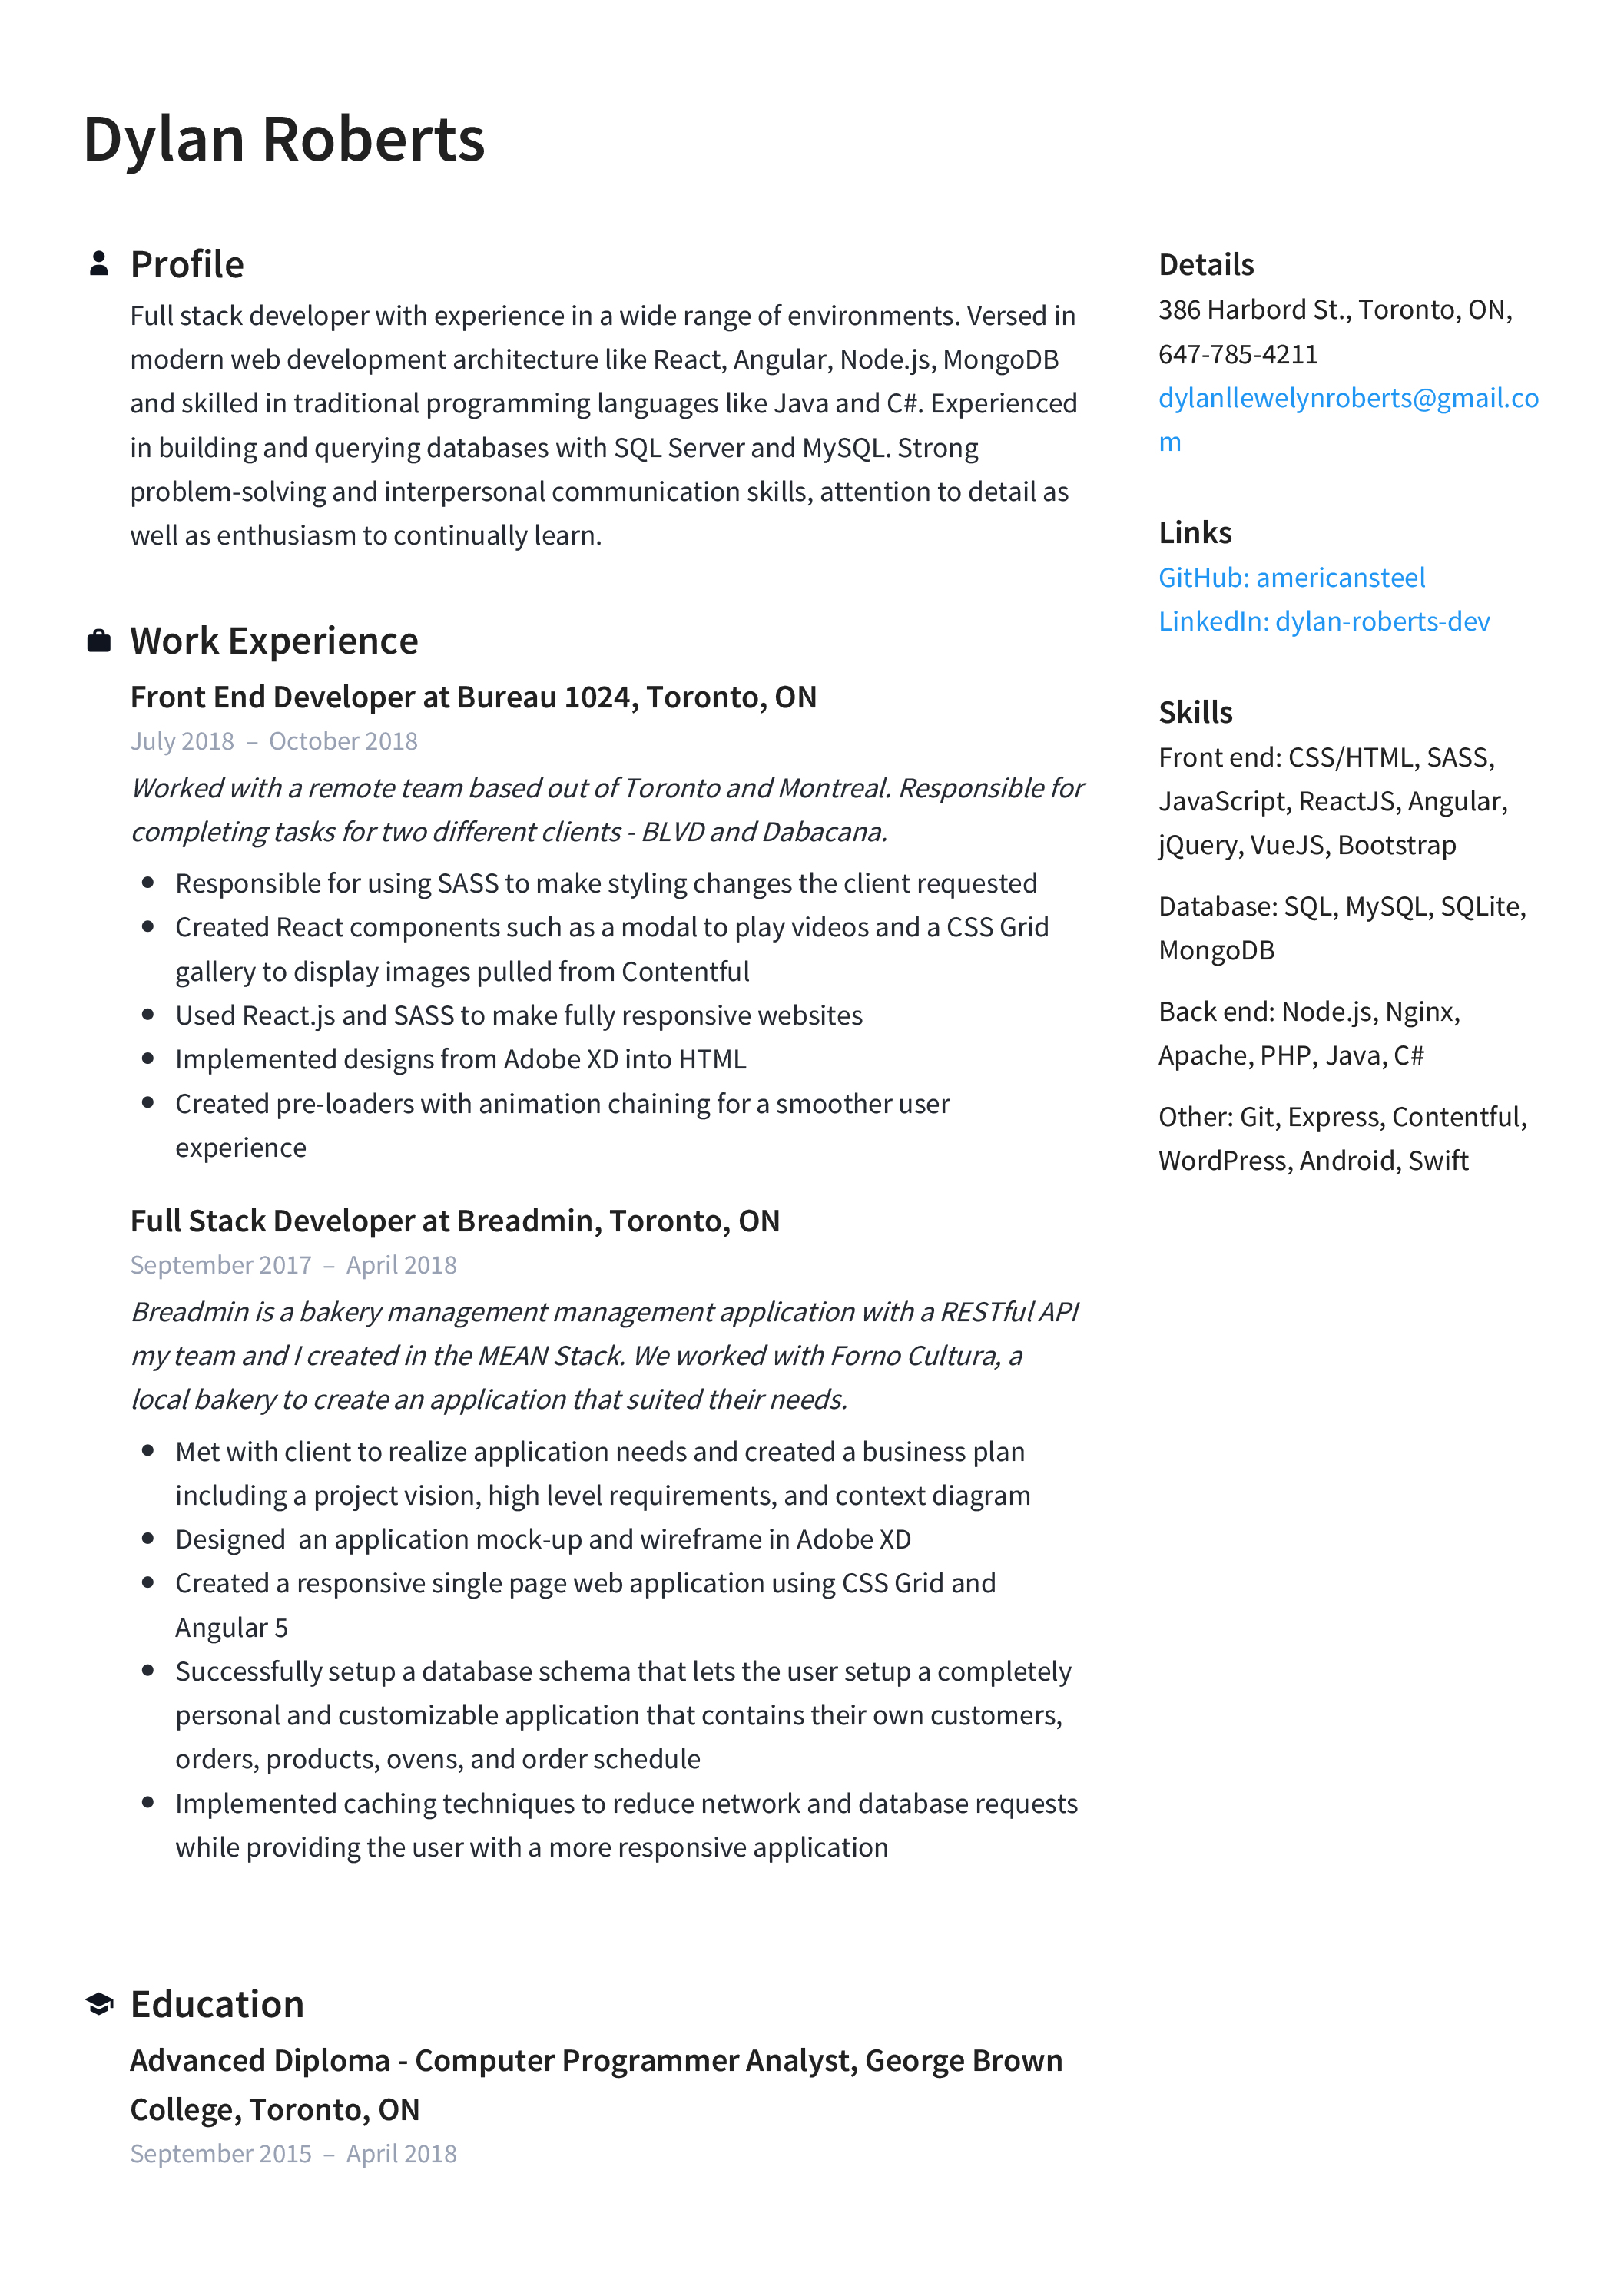 Dylan Roberts
Profile
Full stack developer with experience in a wide range of environments. Versed in
modern web development architecture like React, Angular, Node.js, MongoDB
and skilled in traditional programming languages like Java and C#. Experienced
in building and querying databases with SQL Server and MySQL. Strong
problem-solving and interpersonal communication skills, attention to detail as
well as enthusiasm to continually learn.
Work Experience
Front End Developer at Bureau 1024, Toronto, ON
July 2018 – October 2018
Worked with a remote team based out of Toronto and Montreal. Responsible for
completing tasks for two different clients - BLVD and Dabacana.
• Responsible for using SASS to make styling changes the client requested
• Created React components such as a modal to play videos and a CSS Grid
gallery to display images pulled from Contentful
• Used React.js and SASS to make fully responsive websites
• Implemented designs from Adobe XD into HTML
• Created pre-loaders with animation chaining for a smoother user
experience
Full Stack Developer at Breadmin, Toronto, ON
September 2017 – April 2018
Breadmin is a bakery management management application with a RESTful API
my team and I created in the MEAN Stack. We worked with Forno Cultura, a
local bakery to create an application that suited their needs.
• Met with client to realize application needs and created a business plan
including a project vision, high level requirements, and context diagram
• Designed  an application mock-up and wireframe in Adobe XD
• Created a responsive single page web application using CSS Grid and
Angular 5
• Successfully setup a database schema that lets the user setup a completely
personal and customizable application that contains their own customers,
orders, products, ovens, and order schedule
• Implemented caching techniques to reduce network and database requests
while providing the user with a more responsive application
Education
Advanced Diploma - Computer Programmer Analyst, George Brown
College, Toronto, ON
September 2015 – April 2018
Details
386 Harbord St., Toronto, ON,
647-785-4211
dylanllewelynroberts@gmail.co
m
Links
GitHub: americansteel
LinkedIn: dylan-roberts-dev
Skills
Front end: CSS/HTML, SASS,
JavaScript, ReactJS, Angular,
jQuery, VueJS, Bootstrap
Database: SQL, MySQL, SQLite,
MongoDB
Back end: Node.js, Nginx,
Apache, PHP, Java, C#
Other: Git, Express, Contentful,
WordPress, Android, Swift